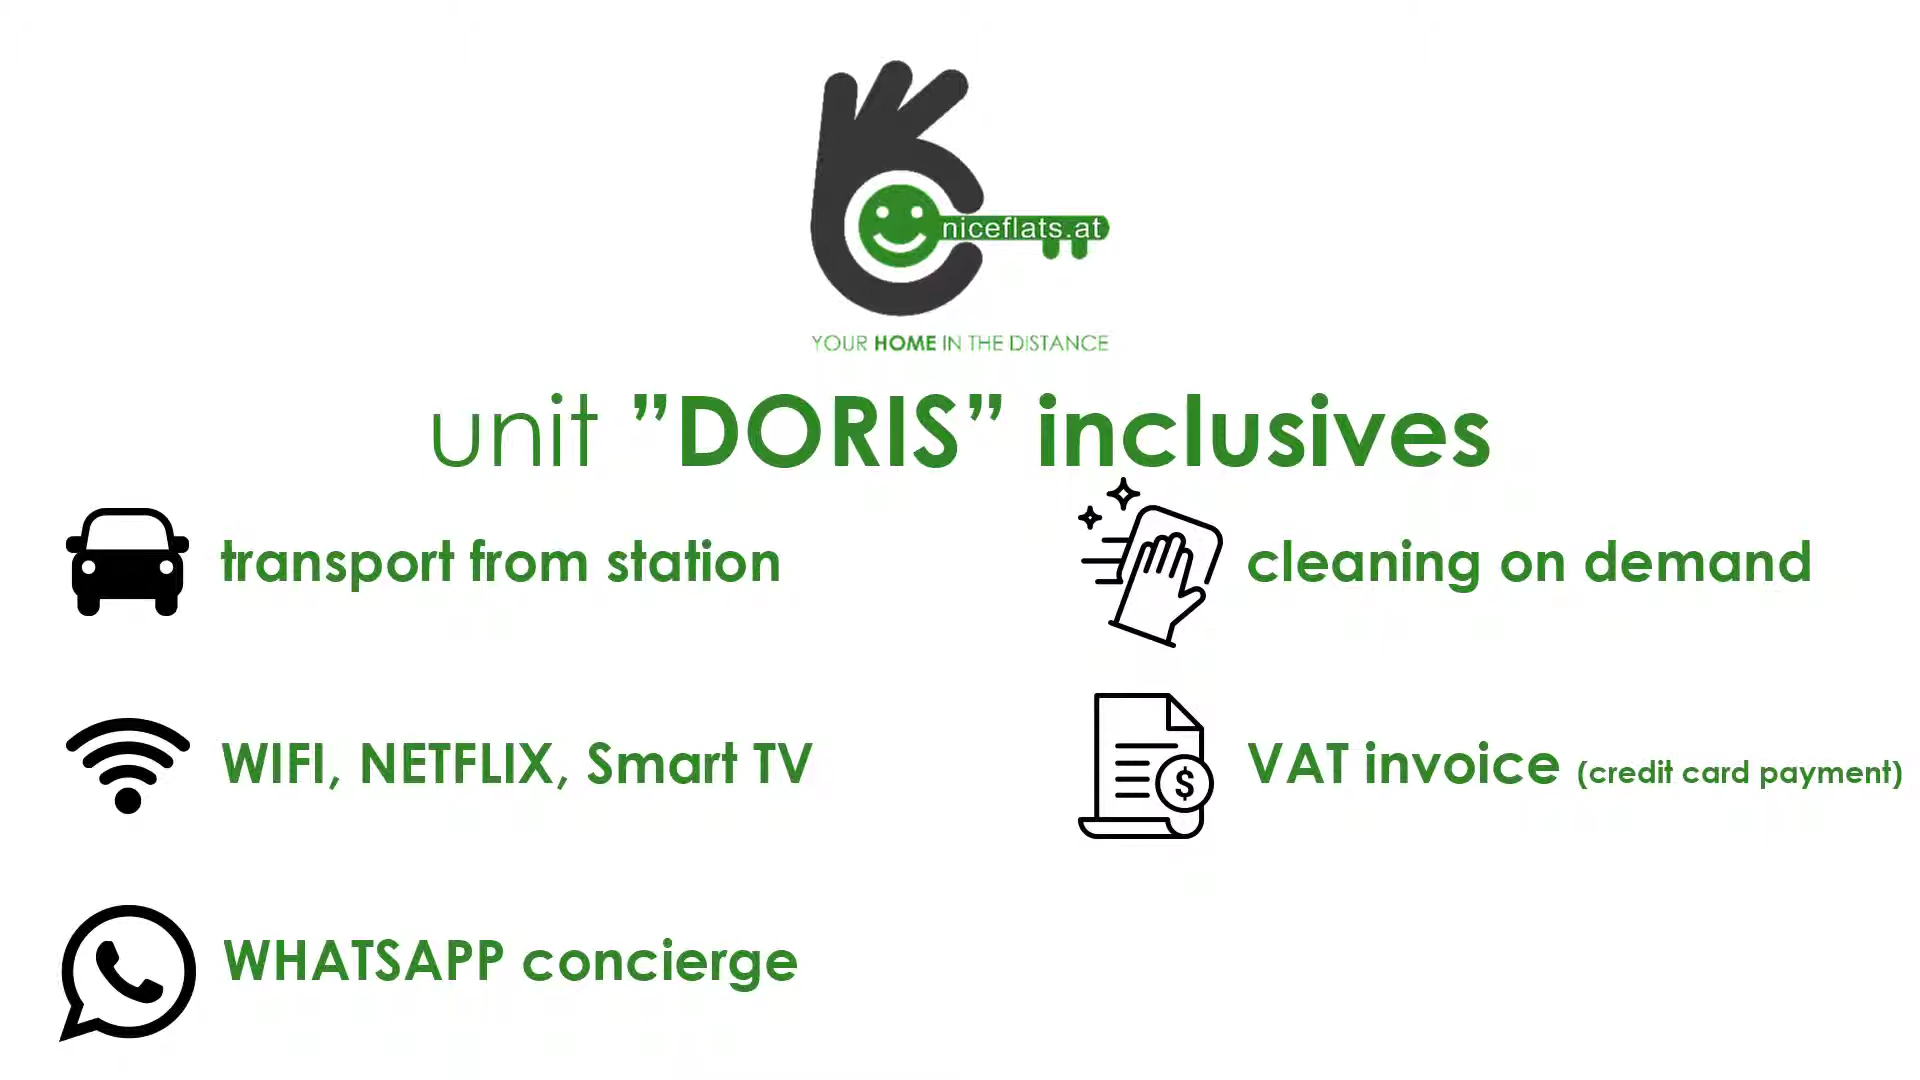 niceflats.at
YOUR HOME IN THE DISTANCE
unit ”DORIS” inclusives
transport from station
cleaning on demand
WIFI, NETFLIX, Smart TV
$
VAT invoice (credit card payment)
WHATSAPP concierge